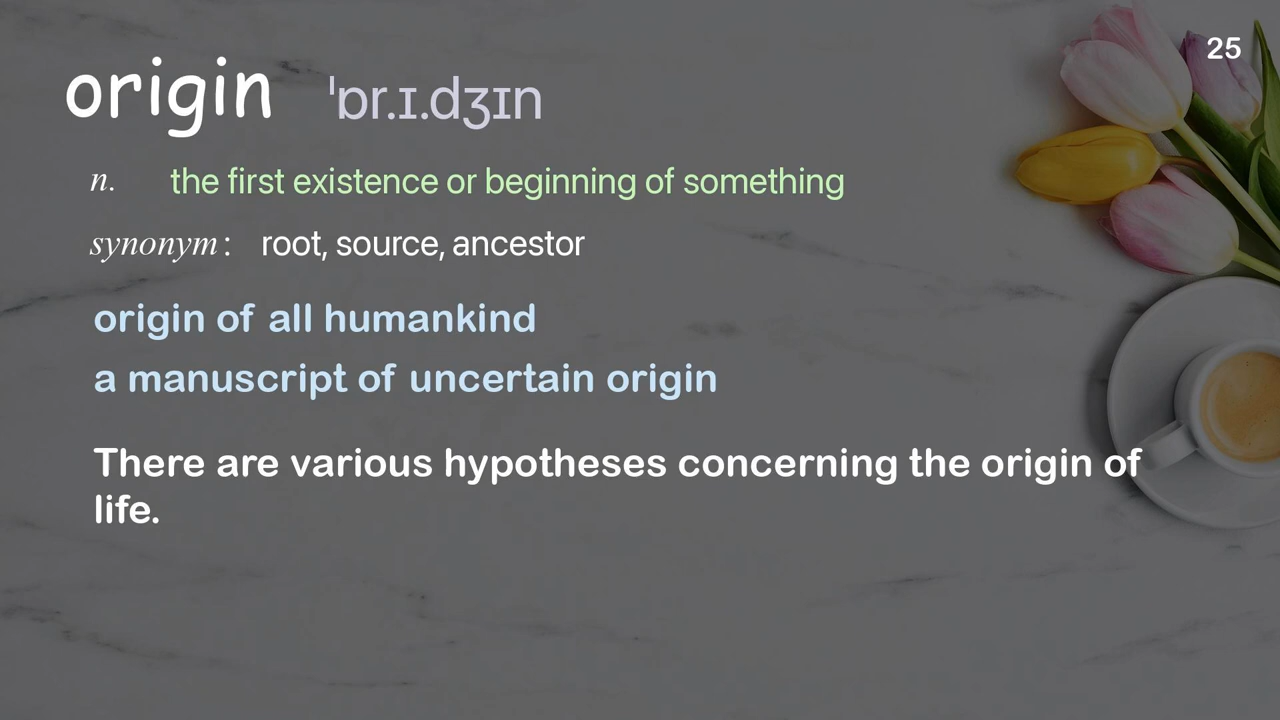 25
origin ˈɒr.ɪ.dʒɪn
n. the first existence or beginning of something
synonym : root, source, ancestor
origin of all humankind
a manuscript of uncertain origin
There are various hypotheses concerning the origin of
life.